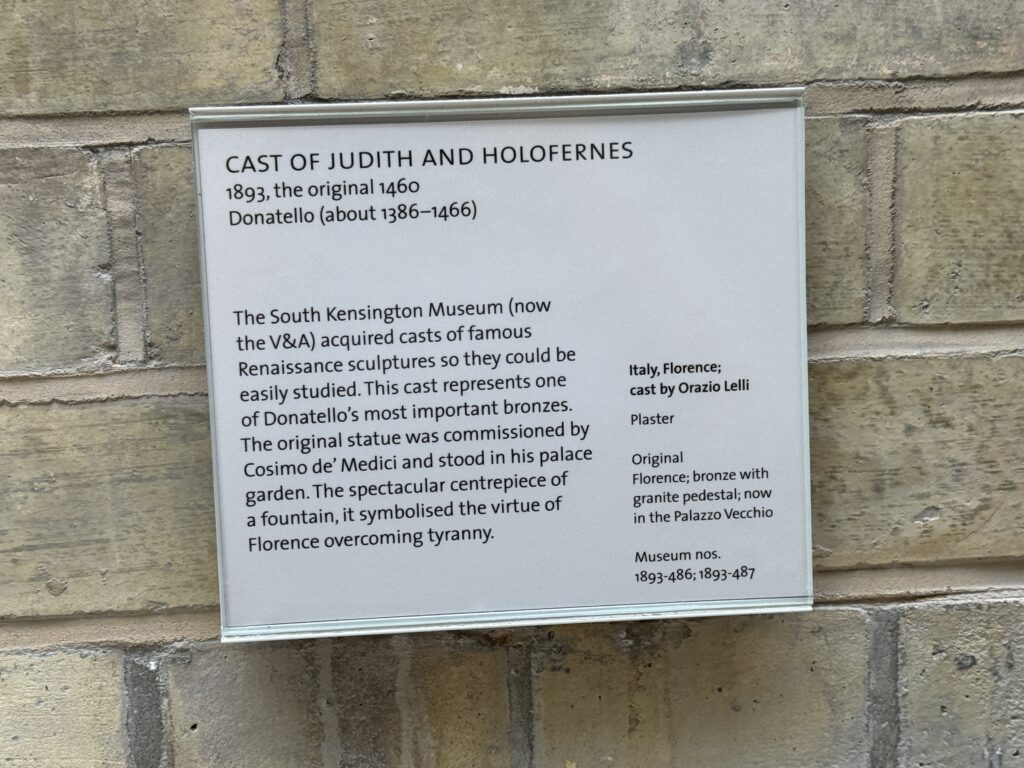 CAST OF JUDITH AND HOLOFERNES
1893, the original 1460
Donatello (about 1386–1466)
The South Kensington Museum (now
the V&A) acquired casts of famous
Renaissance sculptures so they could be
easily studied. This cast represents one
of Donatello's most important bronzes.
The original statue was commissioned by
Cosimo de' Medici and stood in his palace
garden. The spectacular centrepiece of
a fountain, it symbolised the virtue of
Florence overcoming tyranny.
Italy, Florence;
cast by Orazio Lelli
Plaster
Original
Florence; bronze with
granite pedestal; now
in the Palazzo Vecchio
Museum nos.
1893-486; 1893-487